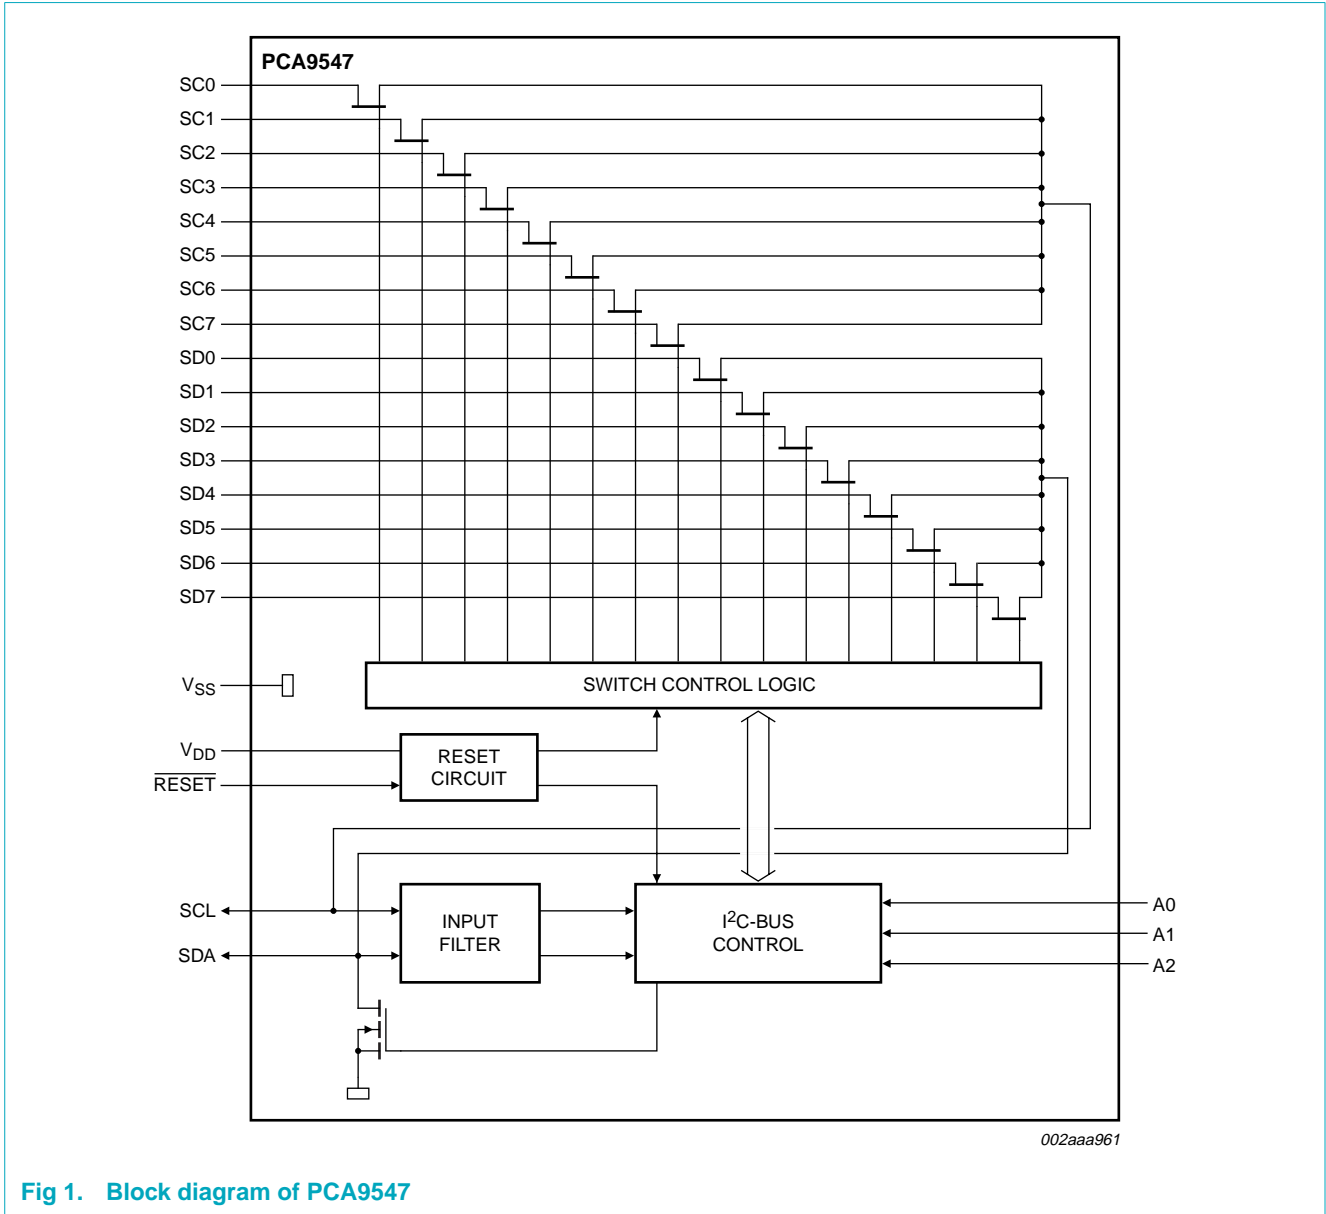 PCA9547
SC0
SC1
SC2
SC3
SC4
SC5
SC6
SC7
SD0
SD1
SD2
SD3
SD4
SD5
SD6
SD7
VSS
SWITCH CONTROL LOGIC
VDD
RESET
RESET
CIRCUIT
SCL
SDA
INPUT
FILTER
I2C-BUS
CONTROL
A0
A1
A2
002aaa961
Fig 1. Block diagram of PCA9547